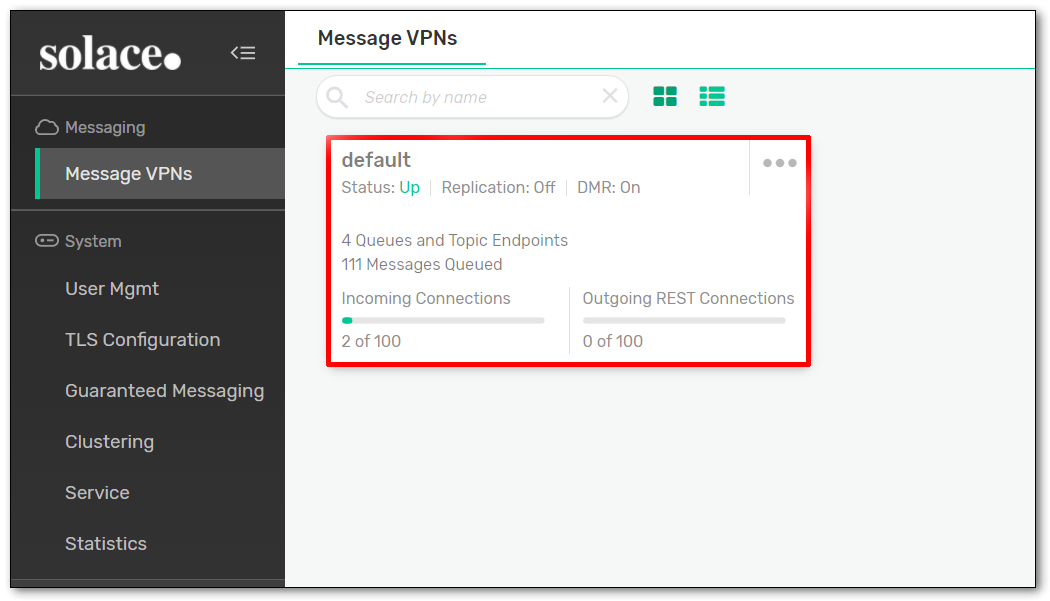 solace.
Messaging
Message VPNs
System
User Mgmt
TLS Configuration
Guaranteed Messaging
Clustering
Service
Statistics
Message VPNs
Search by name
default
Status: Up Replication: Off DMR: On
4 Queues and Topic Endpoints
111 Messages Queued
Incoming Connections
2 of 100
Outgoing REST Connections
0 of 100